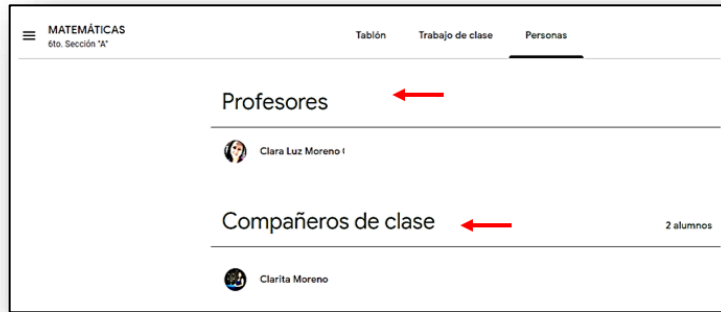 MATEMÁTICAS
6to. Sección "A"
Tablón Trabajo de clase Personas
Profesores
Clara Luz Moreno
Compañeros de clase 2 alumnos
Clarita Moreno